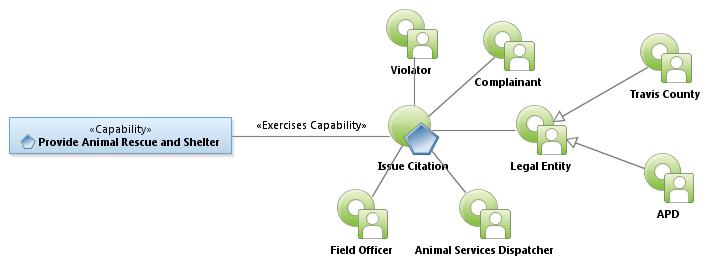 Violator
Complainant
Travis County
«Capability»
Provide Animal Rescue and Shelter
«Exercises Capability»
Issue Citation
Legal Entity
APD
Field Officer
Animal Services Dispatcher